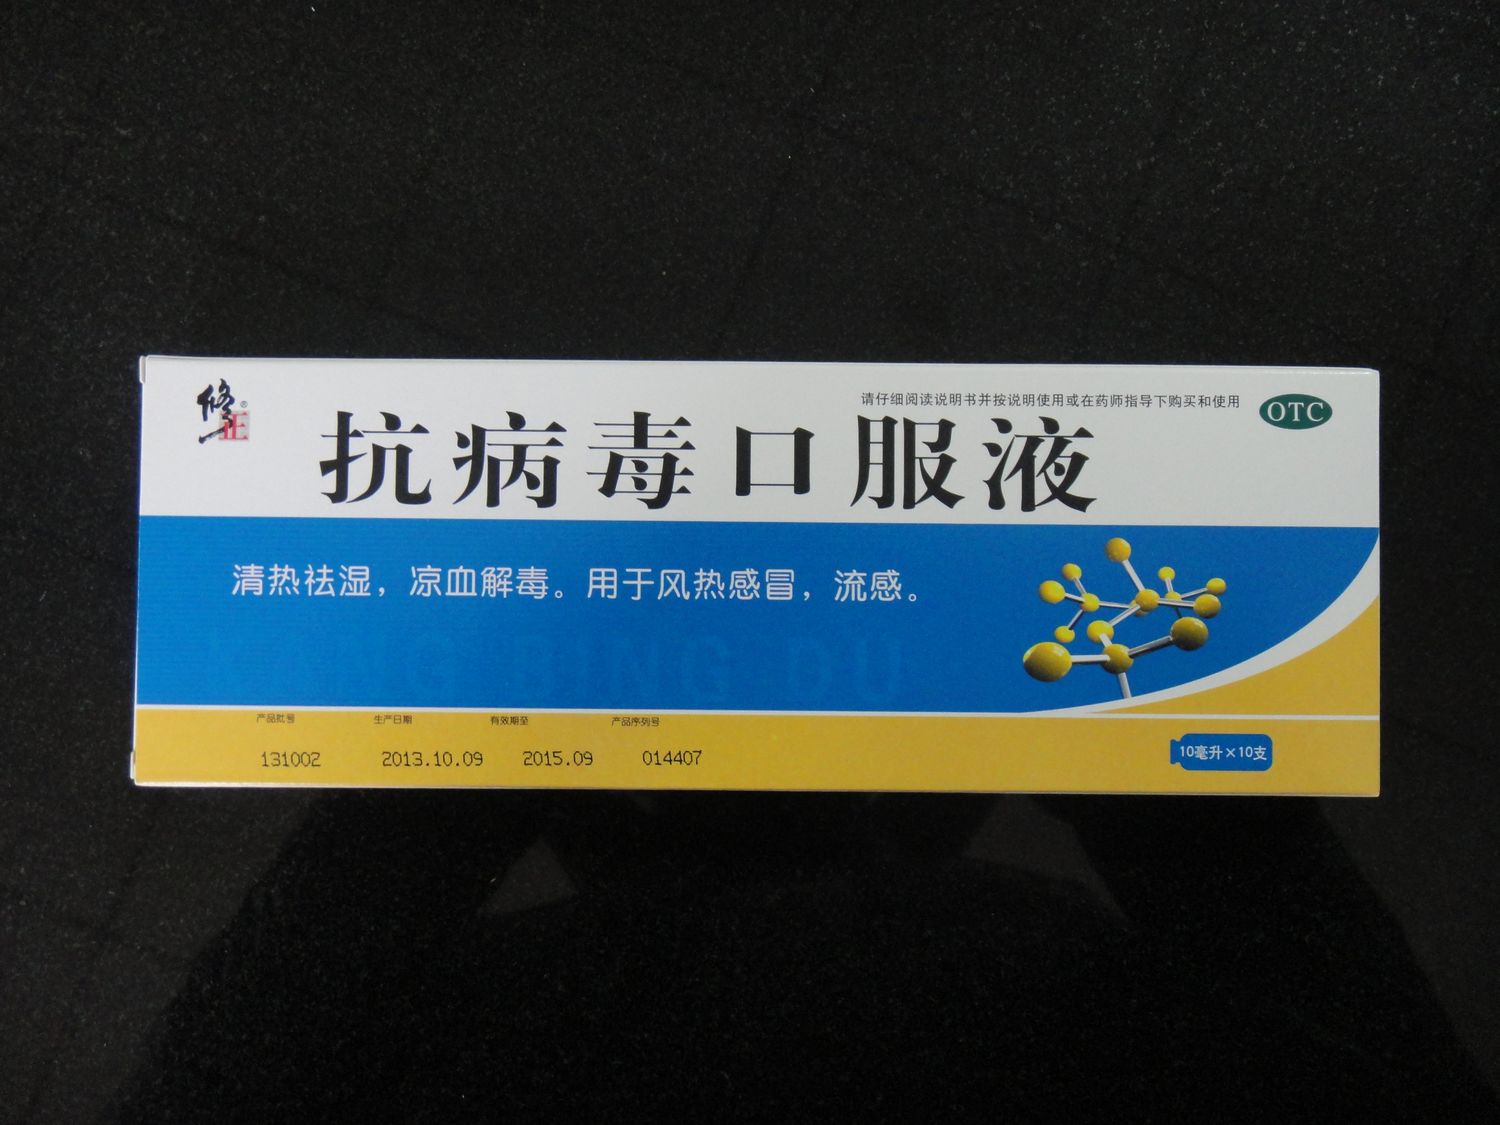 修正®
请仔细阅读说明书并按说明使用或在药师指导下购买和使用
OTC
抗病毒口服液
清热祛湿，凉血解毒。用于风热感冒，流感。
KANG BING DU
产品批号 生产日期 有效期至 产品序列号
131002 2013.10.09 2015.09 014407
10毫升×10支